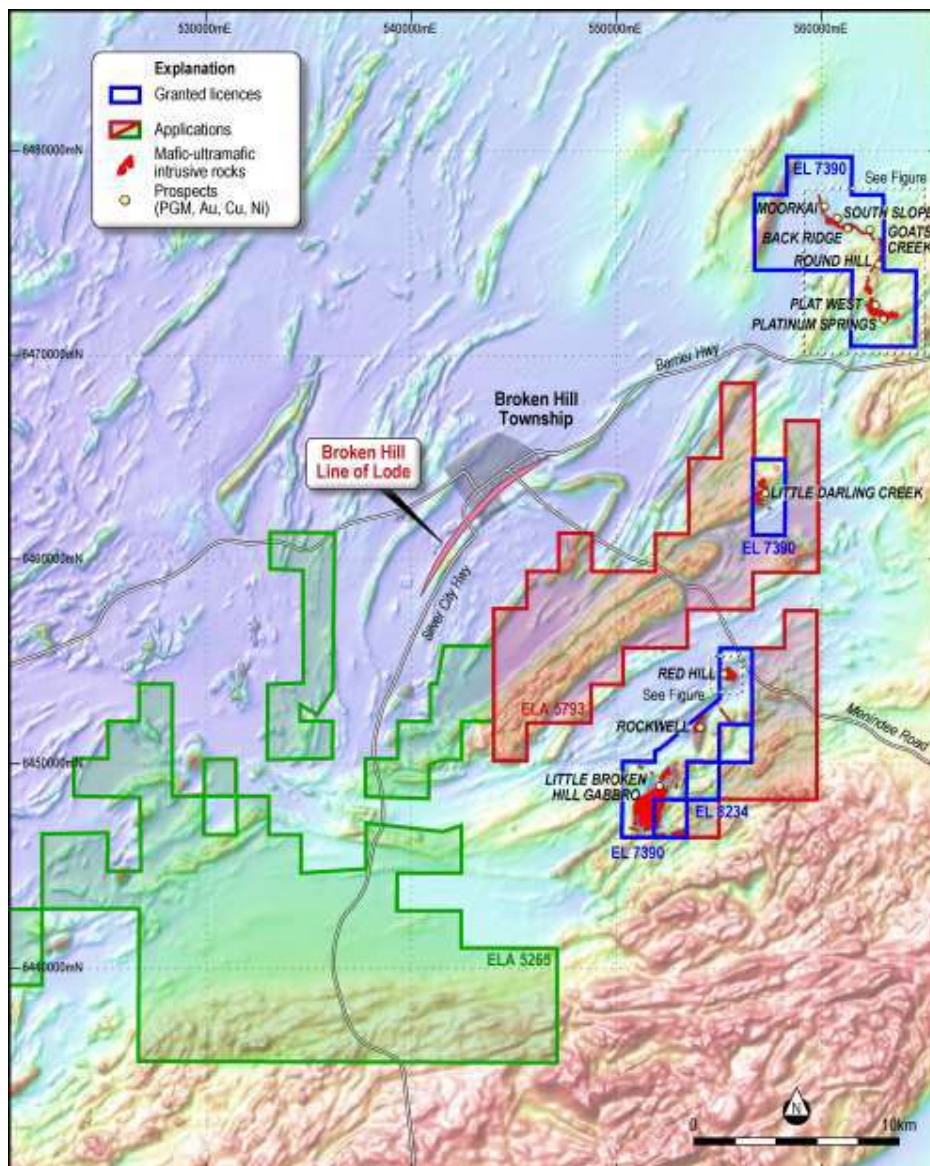 530000mE
540000mE
550000mE
560000mE
Explanation
Granted licences
Applications
Mafic-ultramafic
intrusive rocks
Prospects
(PGM, Au, Cu, Ni)
6480000mN
EL 7390
See Figure
MOORKAI
SOUTH SLOPE
BACK RIDGE
GOATS
CREEK
ROUND HILL
PLAT WEST
PLATINUM SPRINGS
6470000mN
Barrier Hwy
Broken Hill
Township
Broken Hill
Line of Lode
LITTLE DARLING CREEK
EL 7390
6460000mN
Silver City Hwy
RED HILL
See Figure
ELA 5793
ROCKWELL
Menindee Road
6450000mN
LITTLE BROKEN
HILL GABBRO
EL 8234
EL 7390
ELA 5265
6440000mN
N
0
10km